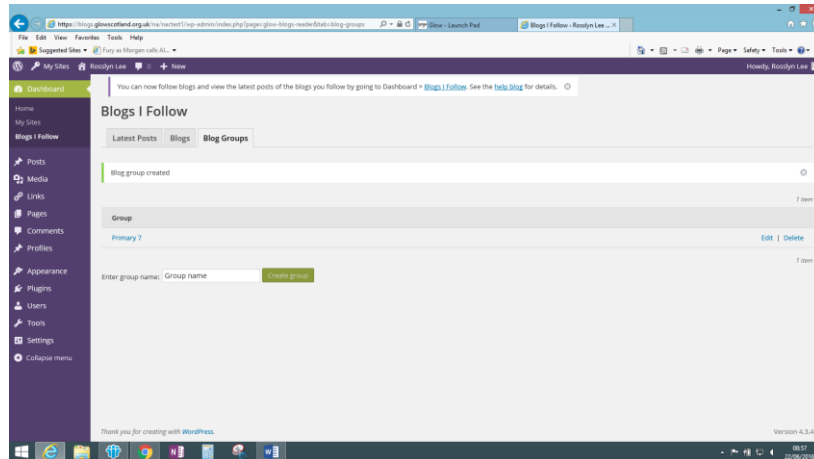 https://blogs.glowscotland.org.uk/na/nactest1/wp-admin/index.php?page=glow-blogs-reader&tab=blog-groups
Glow - Launch Pad
Blogs I Follow ‹ Rosslyn Lee ...
File Edit View Favorites Tools Help
Suggested Sites
Fury as Morgan calls Al...
Page Safety Tools
My Sites Rosslyn Lee 0 + New
Howdy, Rosslyn Lee
Dashboard
Home
My Sites
Blogs I Follow
Posts
Media
Links
Pages
Comments
Profiles
Appearance
Plugins
Users
Tools
Settings
Collapse menu
You can now follow blogs and view the latest posts of the blogs you follow by going to Dashboard > Blogs I Follow. See the help blog for details.
Blogs I Follow
Latest Posts Blogs Blog Groups
Blog group created
1 item
Group
Primary 7
Edit | Delete
1 item
Enter group name: Group name Create group
Thank you for creating with WordPress.
Version 4.3.4
08:57
22/06/2016